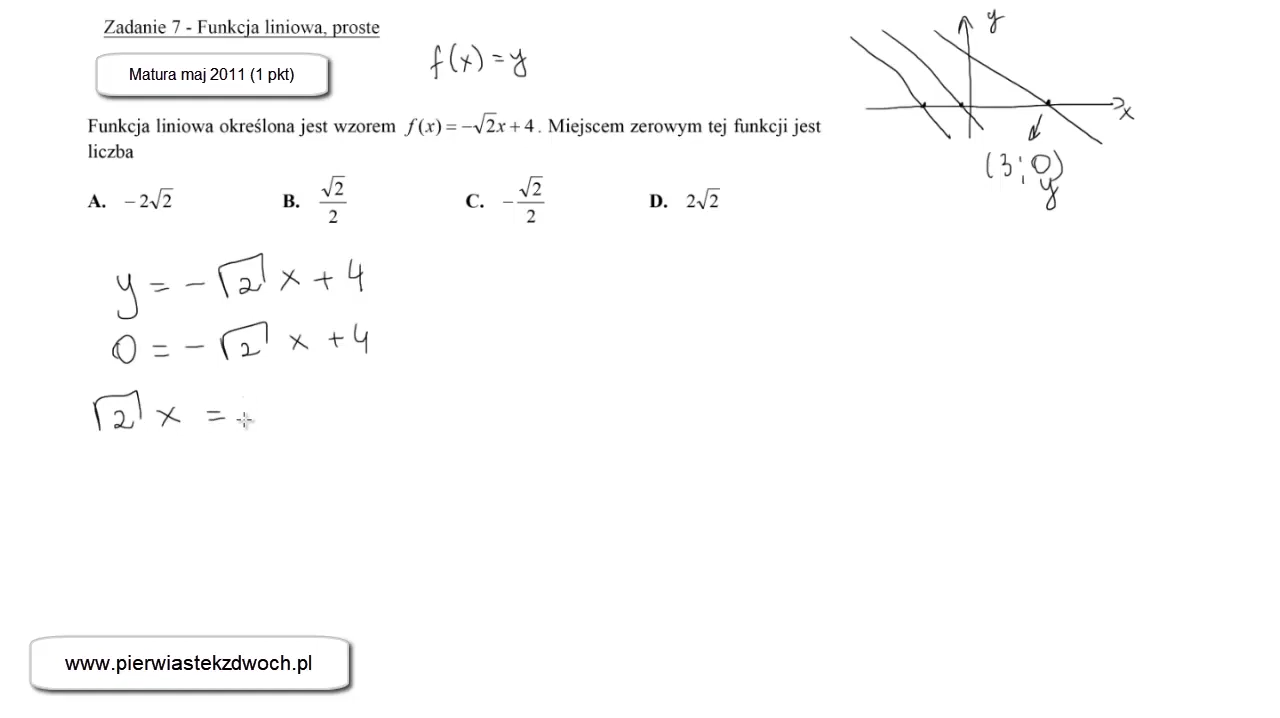 Zadanie 7 - Funkcja liniowa, proste
Matura maj 2011 (1 pkt)
f(x) = y
y
x
(3; 0)
y
Funkcja liniowa określona jest wzorem f(x) = −√2x + 4. Miejscem zerowym tej funkcji jest
liczba
A. −2√2 B. √2/2 C. −√2/2 D. 2√2
y = −√2 x + 4
0 = −√2 x + 4
√2 x =
www.pierwiastekzdwoch.pl